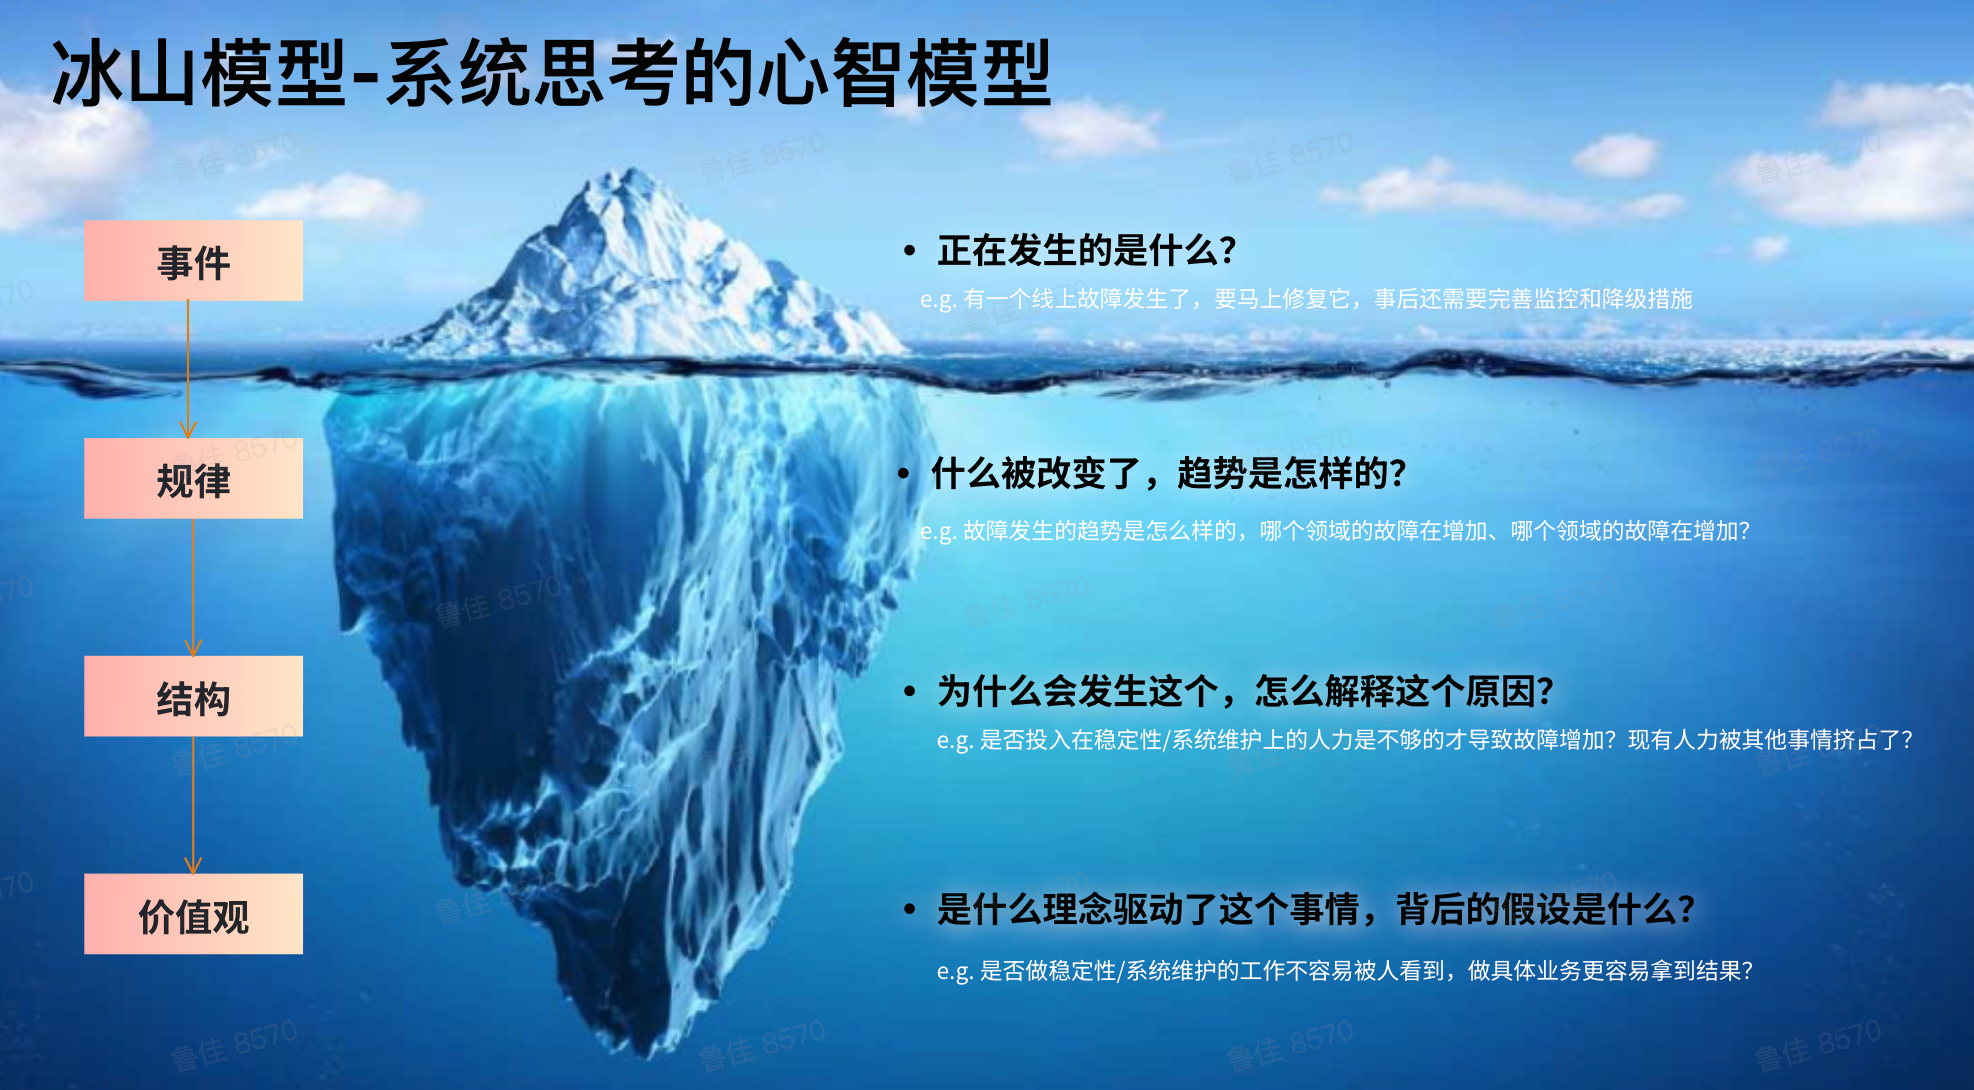 冰山模型-系统思考的心智模型
事件
• 正在发生的是什么？
e.g. 有一个线上故障发生了，要马上修复它，事后还需要完善监控和降级措施
规律
• 什么被改变了，趋势是怎样的？
e.g. 故障发生的趋势是怎么样的，哪个领域的故障在增加、哪个领域的故障在增加？
结构
• 为什么会发生这个，怎么解释这个原因？
e.g. 是否投入在稳定性/系统维护上的人力是不够的才导致故障增加？现有人力被其他事情挤占了？
价值观
• 是什么理念驱动了这个事情，背后的假设是什么？
e.g. 是否做稳定性/系统维护的工作不容易被人看到，做具体业务更容易拿到结果？
鲁佳 8570